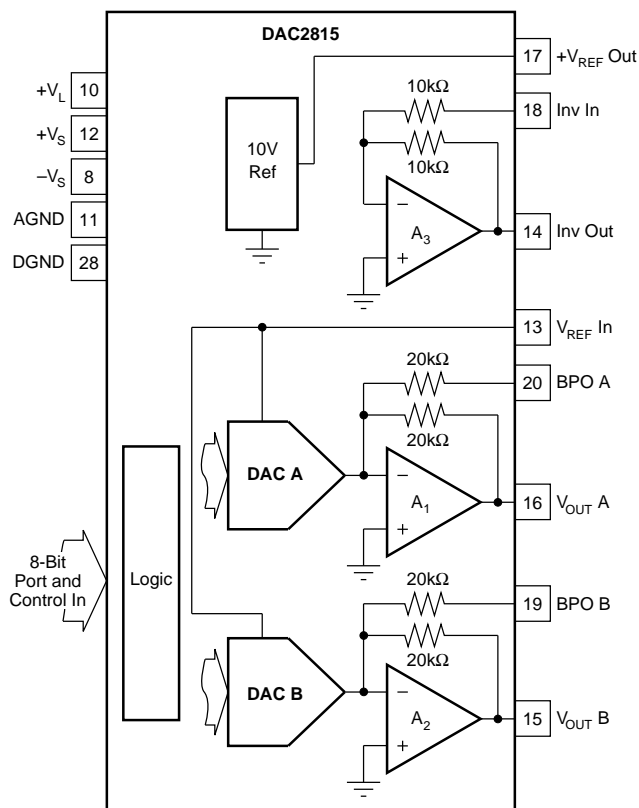 DAC2815
17 +V_REF Out
+V_L 10
+V_S 12
–V_S 8
AGND 11
DGND 28
10V
Ref
10kΩ
10kΩ
18 Inv In
–
A_3
+
14 Inv Out
13 V_REF In
20kΩ
20kΩ
20 BPO A
DAC A
–
A_1
+
16 V_OUT A
8-Bit
Port and
Control In
Logic
20kΩ
20kΩ
19 BPO B
DAC B
–
A_2
+
15 V_OUT B